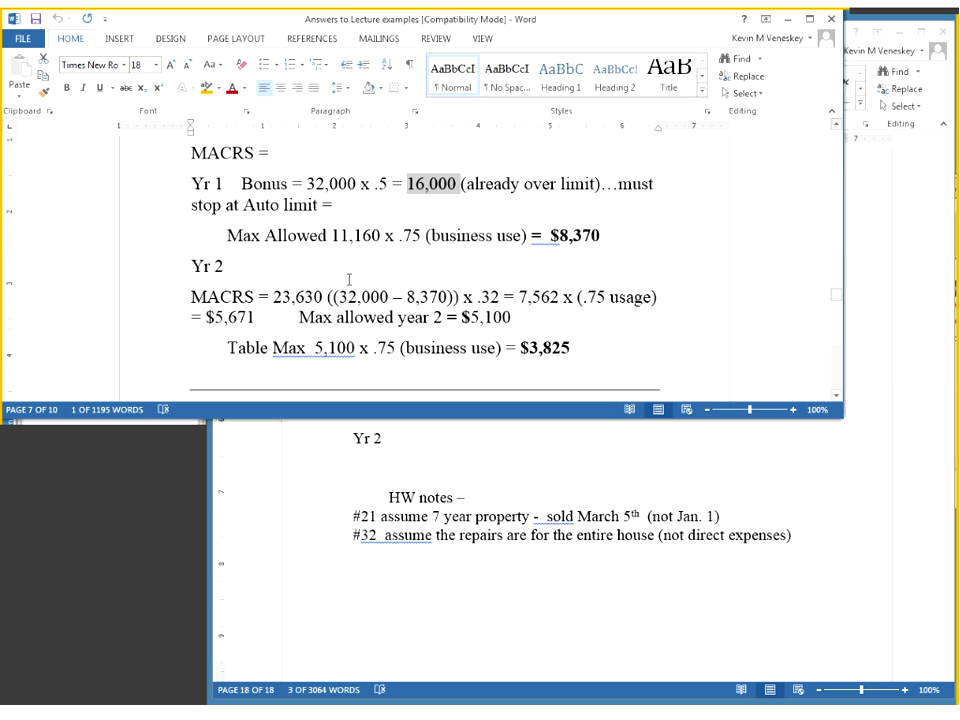 Answers to Lecture examples [Compatibility Mode] - Word
FILE HOME INSERT DESIGN PAGE LAYOUT REFERENCES MAILINGS REVIEW VIEW
Kevin M Veneskey
Kevin M Veneskey
Paste
Times New Ro 18
Clipboard Font Paragraph Styles Editing
AaBbCcI AaBbCcI AaBbC AaBbCcI AaB
¶ Normal ¶ No Spac... Heading 1 Heading 2 Title
Find
Replace
Select
Find
Replace
Select
Editing
MACRS =
Yr 1 Bonus = 32,000 x .5 = 16,000 (already over limit)…must
stop at Auto limit =
Max Allowed 11,160 x .75 (business use) = $8,370
Yr 2
MACRS = 23,630 ((32,000 – 8,370)) x .32 = 7,562 x (.75 usage)
= $5,671 Max allowed year 2 = $5,100
Table Max 5,100 x .75 (business use) = $3,825
PAGE 7 OF 10 1 OF 1195 WORDS 100%
Yr 2
HW notes –
#21 assume 7 year property - sold March 5th (not Jan. 1)
#32 assume the repairs are for the entire house (not direct expenses)
PAGE 18 OF 18 3 OF 3064 WORDS 100%